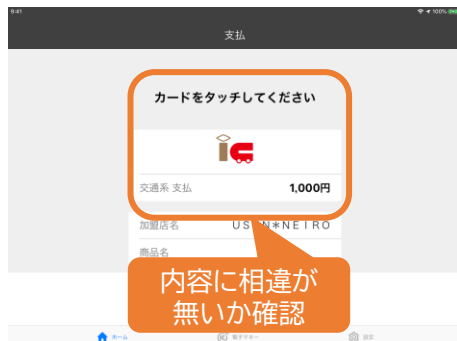 9:41
100%
支払
カードをタッチしてください
交通系 支払
1,000円
加盟店名
商品名
内容に相違が
無いか確認
ホーム
電子マネー
設定